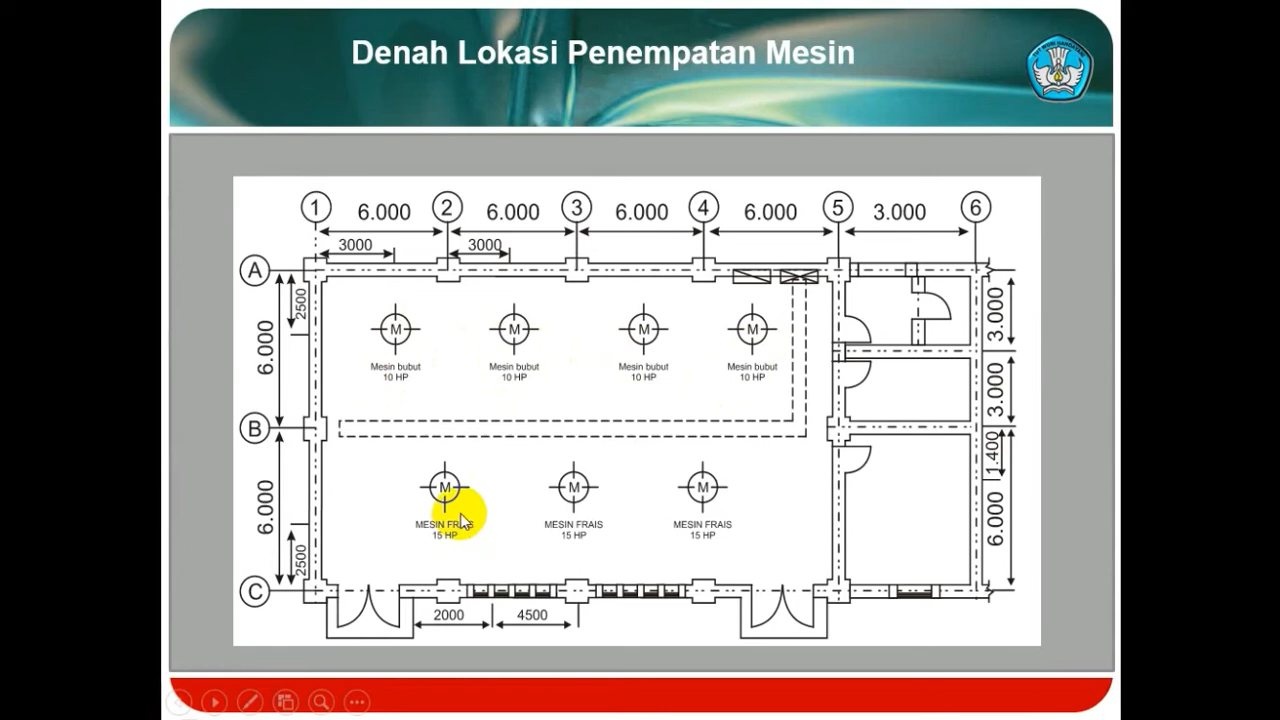 Denah Lokasi Penempatan Mesin
1 6.000 2 6.000 3 6.000 4 6.000 5 3.000 6
3000 3000
A
2500
6.000
3.000
M M M M
Mesin bubut Mesin bubut Mesin bubut Mesin bubut
10 HP 10 HP 10 HP 10 HP
3.000
B
1.400
M M M
6.000
6.000
MESIN FRAIS MESIN FRAIS MESIN FRAIS
15 HP 15 HP 15 HP
2500
C
2000 4500